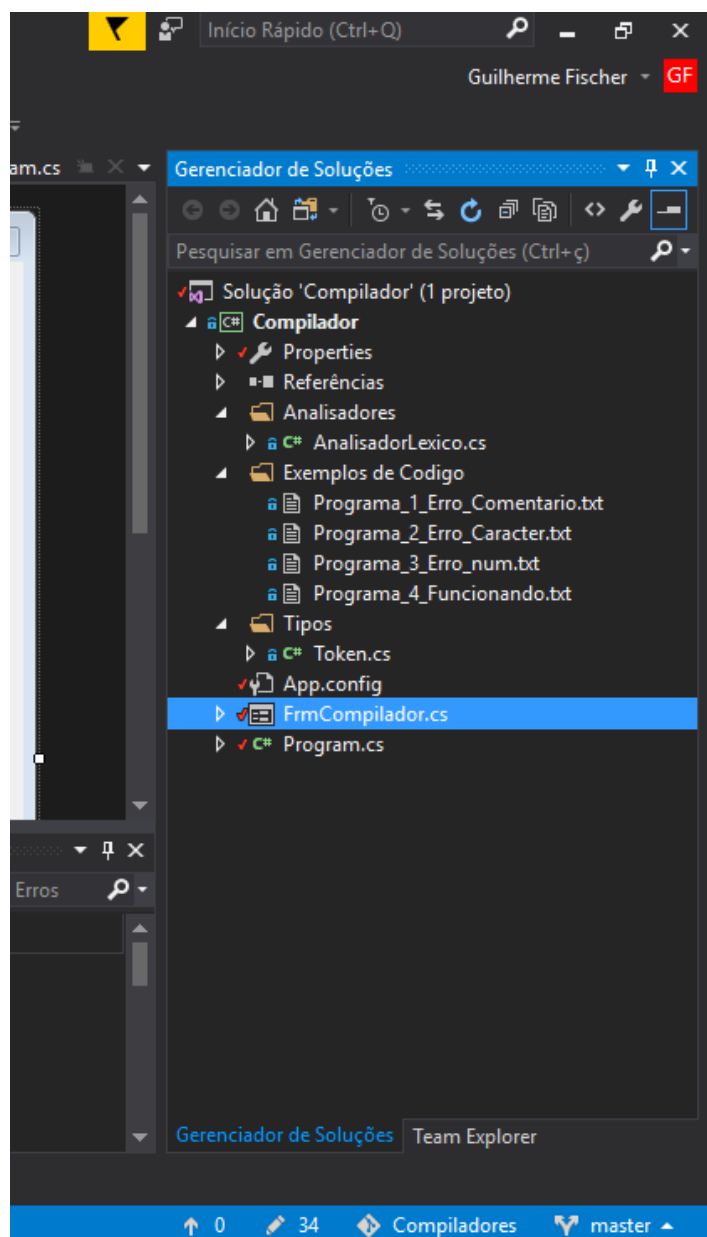 Início Rápido (Ctrl+Q)
Guilherme Fischer GF
am.cs
Gerenciador de Soluções
Pesquisar em Gerenciador de Soluções (Ctrl+ç)
Solução 'Compilador' (1 projeto)
C# Compilador
Properties
Referências
Analisadores
C# AnalisadorLexico.cs
Exemplos de Codigo
Programa_1_Erro_Comentario.txt
Programa_2_Erro_Caracter.txt
Programa_3_Erro_num.txt
Programa_4_Funcionando.txt
Tipos
C# Token.cs
App.config
FrmCompilador.cs
C# Program.cs
Erros
Gerenciador de Soluções Team Explorer
0 34 Compiladores master